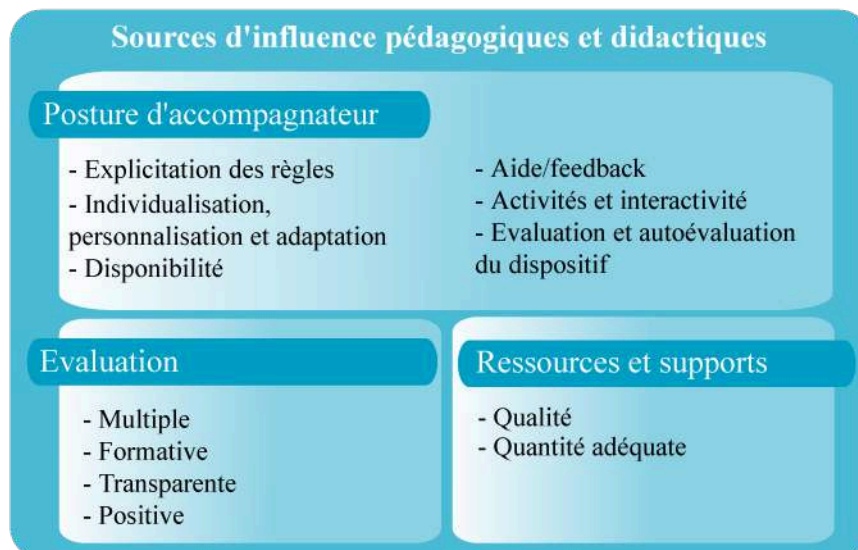 Sources d'influence pédagogiques et didactiques
Posture d'accompagnateur
- Explicitation des règles
- Individualisation,
personnalisation et adaptation
- Disponibilité
- Aide/feedback
- Activités et interactivité
- Evaluation et autoévaluation
du dispositif
Evaluation
- Multiple
- Formative
- Transparente
- Positive
Ressources et supports
- Qualité
- Quantité adéquate